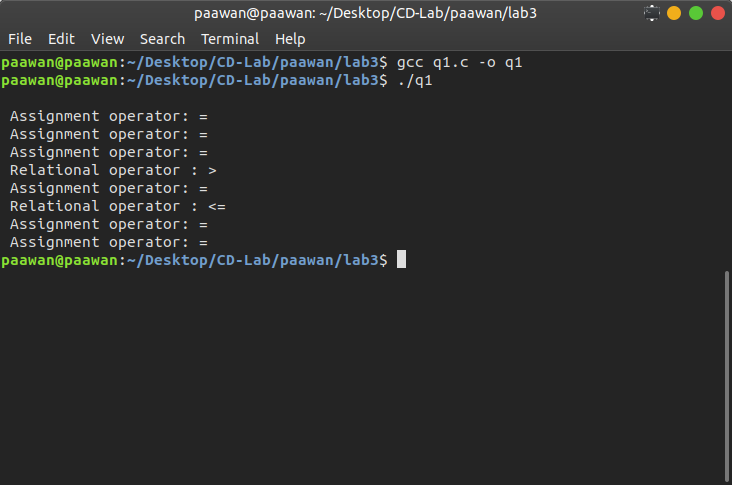 paawan@paawan: ~/Desktop/CD-Lab/paawan/lab3
File Edit View Search Terminal Help
paawan@paawan:~/Desktop/CD-Lab/paawan/lab3$ gcc q1.c -o q1
paawan@paawan:~/Desktop/CD-Lab/paawan/lab3$ ./q1
Assignment operator: =
Assignment operator: =
Assignment operator: =
Relational operator : >
Assignment operator: =
Relational operator : <=
Assignment operator: =
Assignment operator: =
paawan@paawan:~/Desktop/CD-Lab/paawan/lab3$